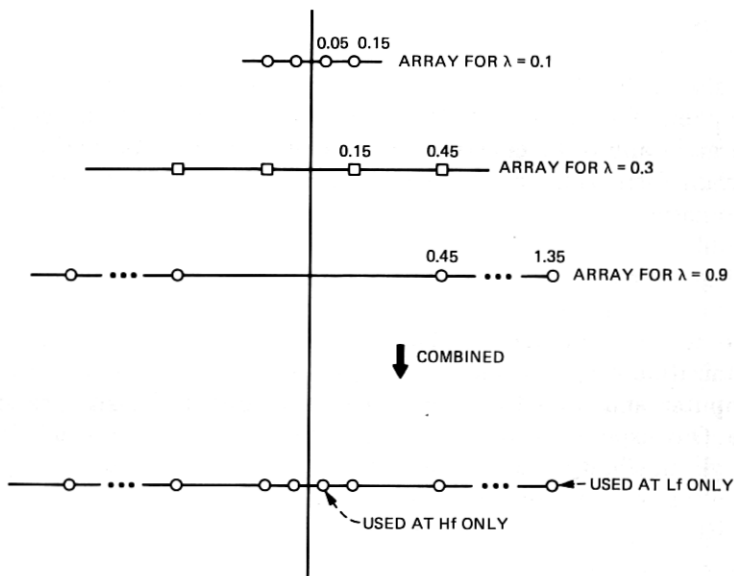 0.05 0.15
ARRAY FOR λ = 0.1
0.15 0.45
ARRAY FOR λ = 0.3
0.45 1.35
ARRAY FOR λ = 0.9
COMBINED
USED AT Lf ONLY
USED AT Hf ONLY